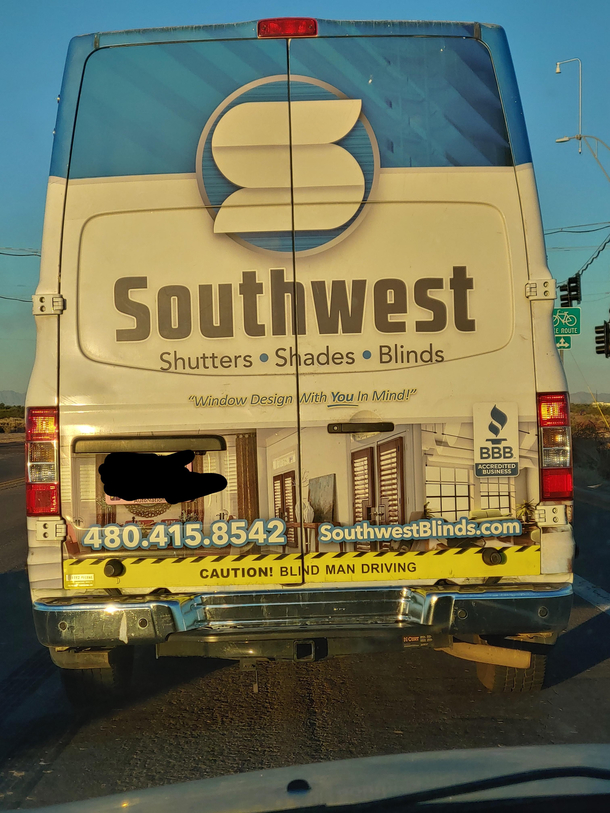 Southwest
Shutters • Shades • Blinds
"Window Design With You In Mind!"
BBB
ACCREDITED
BUSINESS
480.415.8542
SouthwestBlinds.com
CAUTION! BLIND MAN DRIVING
ROUTE